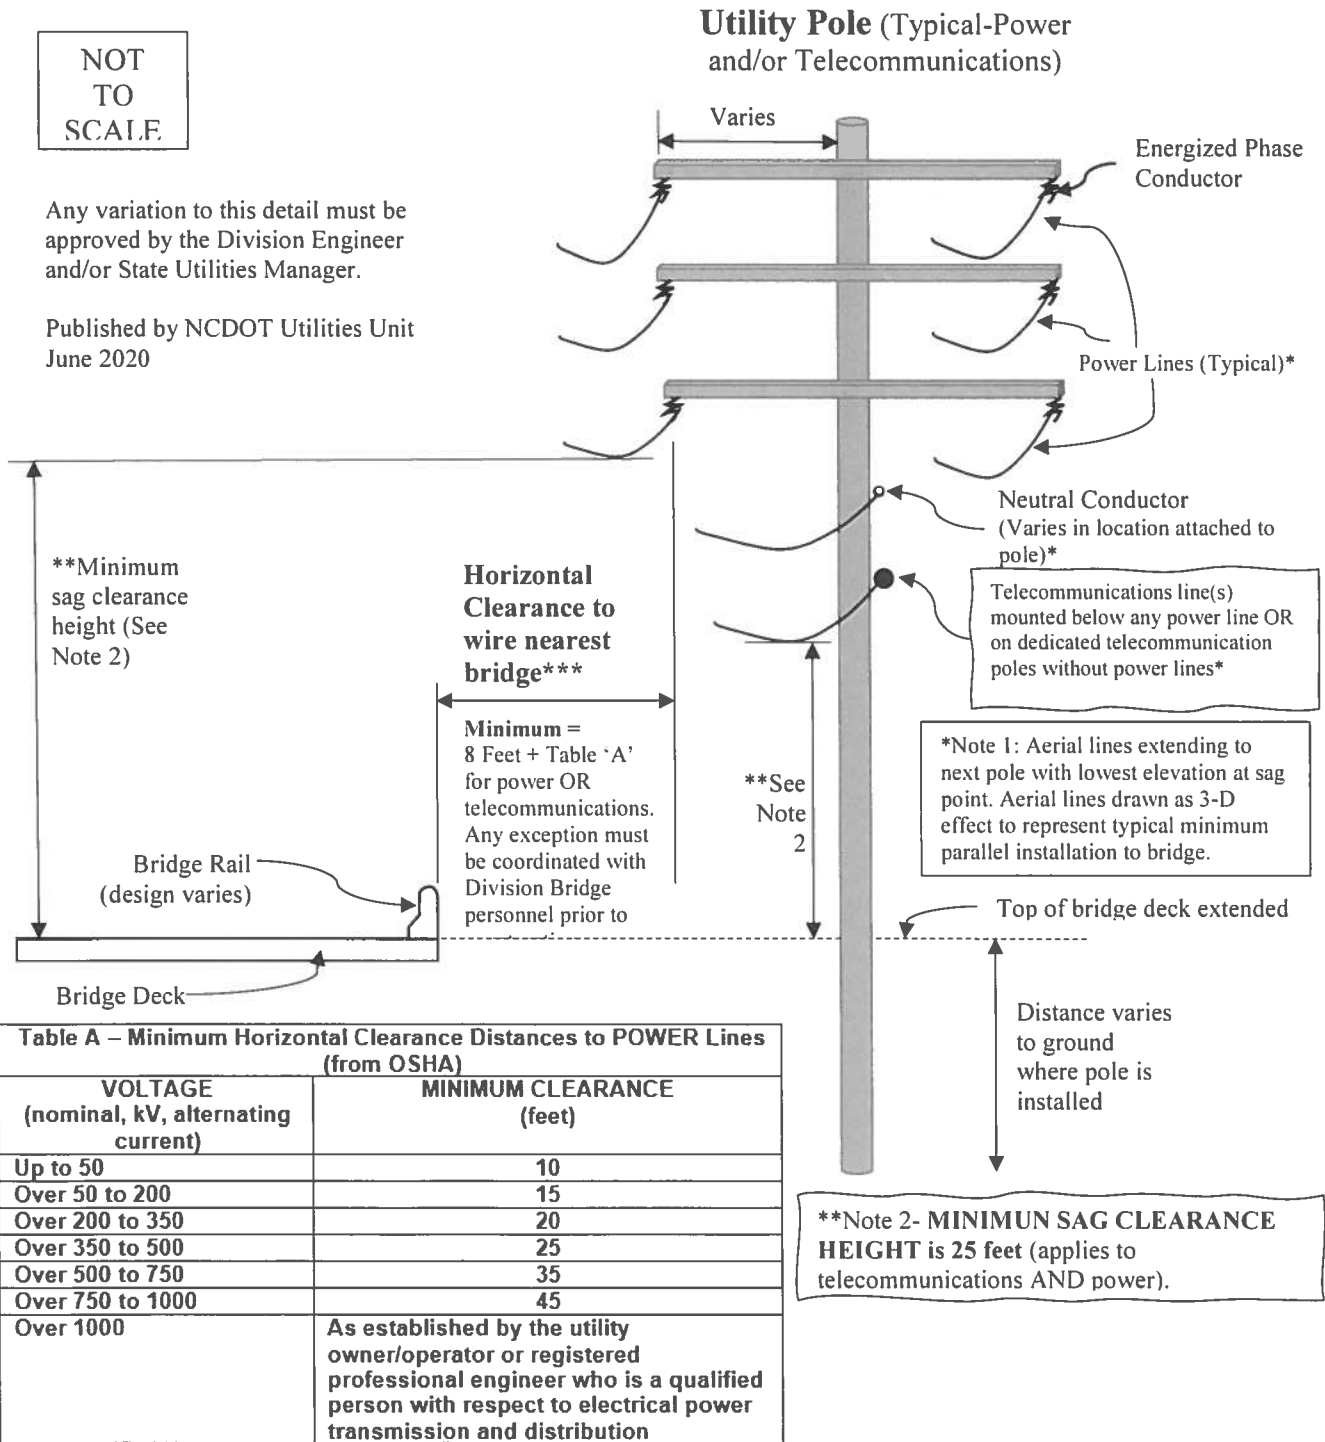 Utility Pole (Typical-Power
and/or Telecommunications)
NOT
TO
SCALE
Varies
Energized Phase
Conductor
Any variation to this detail must be
approved by the Division Engineer
and/or State Utilities Manager.
Published by NCDOT Utilities Unit
June 2020
Power Lines (Typical)*
Neutral Conductor
(Varies in location attached to
pole)*
**Minimum
sag clearance
height (See
Note 2)
Horizontal
Clearance to
wire nearest
bridge***
Telecommunications line(s)
mounted below any power line OR
on dedicated telecommunication
poles without power lines*
Minimum =
8 Feet + Table ‘A’
for power OR
telecommunications.
Any exception must
be coordinated with
Division Bridge
personnel prior to
**See
Note
2
*Note 1: Aerial lines extending to
next pole with lowest elevation at sag
point. Aerial lines drawn as 3-D
effect to represent typical minimum
parallel installation to bridge.
Bridge Rail
(design varies)
Top of bridge deck extended
Bridge Deck
Distance varies
to ground
where pole is
installed
Table A – Minimum Horizontal Clearance Distances to POWER Lines
(from OSHA)
VOLTAGE
(nominal, kV, alternating
current)
MINIMUM CLEARANCE
(feet)
Up to 50 10
Over 50 to 200 15
Over 200 to 350 20
Over 350 to 500 25
Over 500 to 750 35
Over 750 to 1000 45
Over 1000 As established by the utility
owner/operator or registered
professional engineer who is a qualified
person with respect to electrical power
transmission and distribution
**Note 2- MINIMUN SAG CLEARANCE
HEIGHT is 25 feet (applies to
telecommunications AND power).